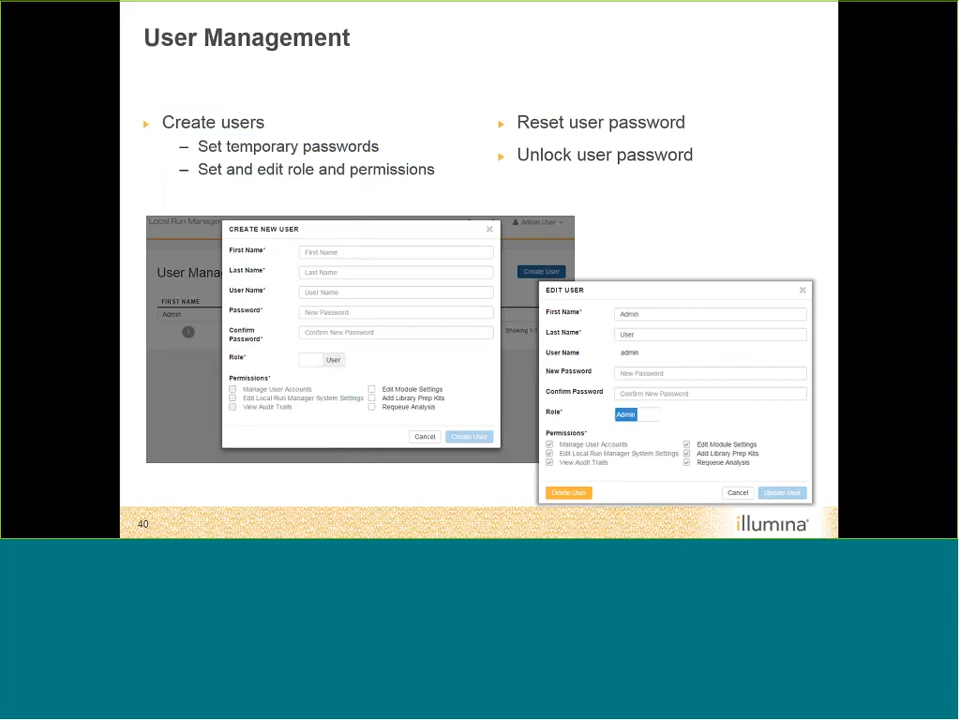 User Management
Create users
– Set temporary passwords
– Set and edit role and permissions
Reset user password
Unlock user password
Local Run Manage
Admin User
User Mana
Create User
FIRST NAME
Admin
Showing 1-
CREATE NEW USER
First Name*
First Name
Last Name*
Last Name
User Name*
User Name
Password*
New Password
Confirm Password*
Confirm New Password
Role*
User
Permissions*
Manage User Accounts
Edit Module Settings
Edit Local Run Manager System Settings
Add Library Prep Kits
View Audit Trails
Requeue Analysis
Cancel
Create User
EDIT USER
First Name*
Admin
Last Name*
User
User Name
admin
New Password
New Password
Confirm Password
Confirm New Password
Role*
Admin
Permissions*
Manage User Accounts
Edit Module Settings
Edit Local Run Manager System Settings
Add Library Prep Kits
View Audit Trails
Requeue Analysis
Delete User
Cancel
Update User
40
illumina